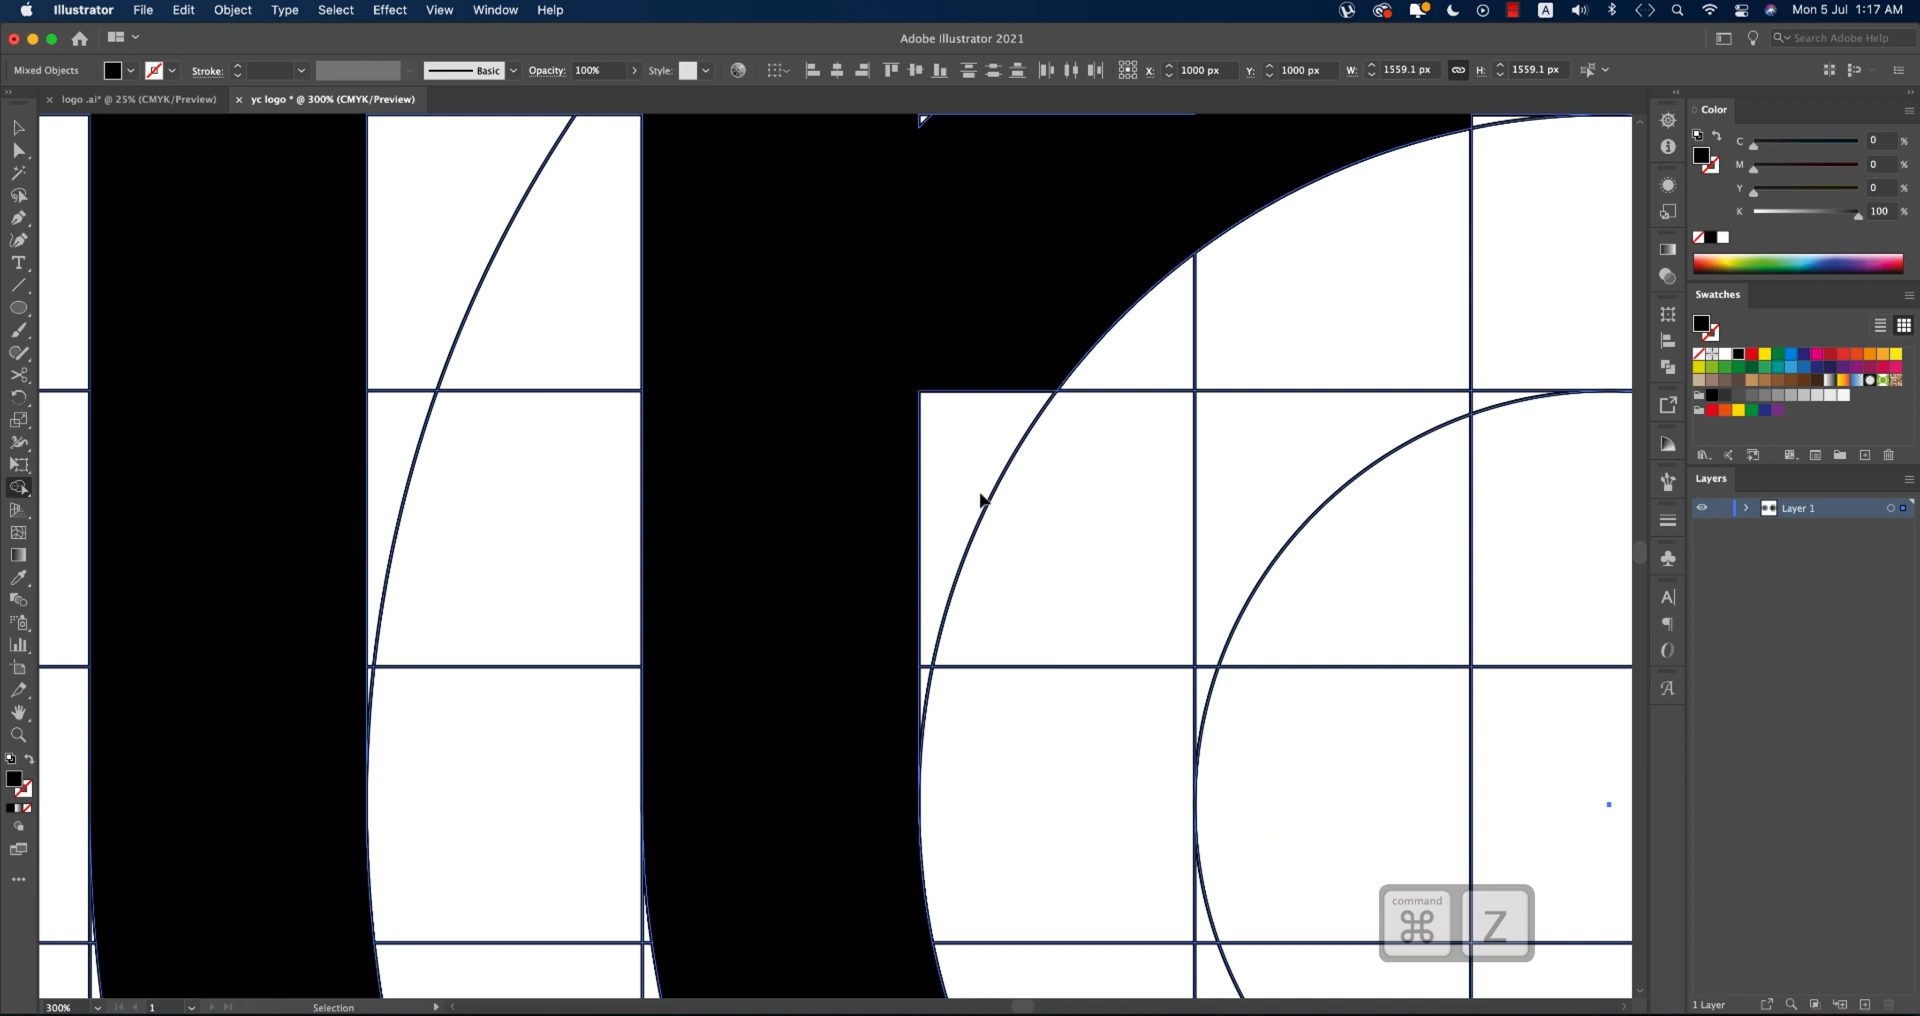 Illustrator File Edit Object Type Select Effect View Window Help A Mon 5 Jul 1:17 AM
Adobe Illustrator 2021 Search Adobe Help
Mixed Objects Stroke: Basic Opacity: 100% Style: X: 1000 px Y: 1000 px W: 1559.1 px H: 1559.1 px
× logo .ai* @ 25% (CMYK/Preview) × yc logo * @ 300% (CMYK/Preview)
Color
C 0 %
M 0 %
Y 0 %
K 100 %
Swatches
Layers
Layer 1
command
⌘ Z
300% 1 Selection
1 Layer